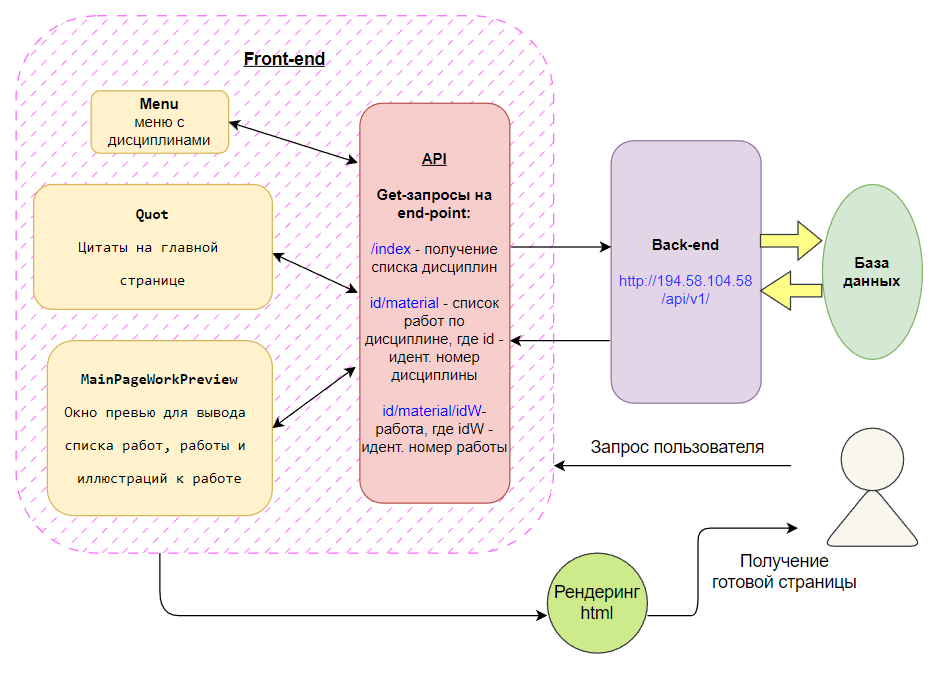 Front-end
Menu
меню с
дисциплинами
Quot
Цитаты на главной
странице
MainPageWorkPreview
Окно превью для вывода
списка работ, работы и
иллюстраций к работе
API
Get-запросы на
end-point:
/index - получение
списка дисциплин
id/material - список
работ по
дисциплине, где id -
идент. номер
дисциплины
id/material/idW-
работа, где idW -
идент. номер работы
Back-end
http://194.58.104.58
/api/v1/
База
данных
Запрос пользователя
Рендеринг
html
Получение
готовой страницы